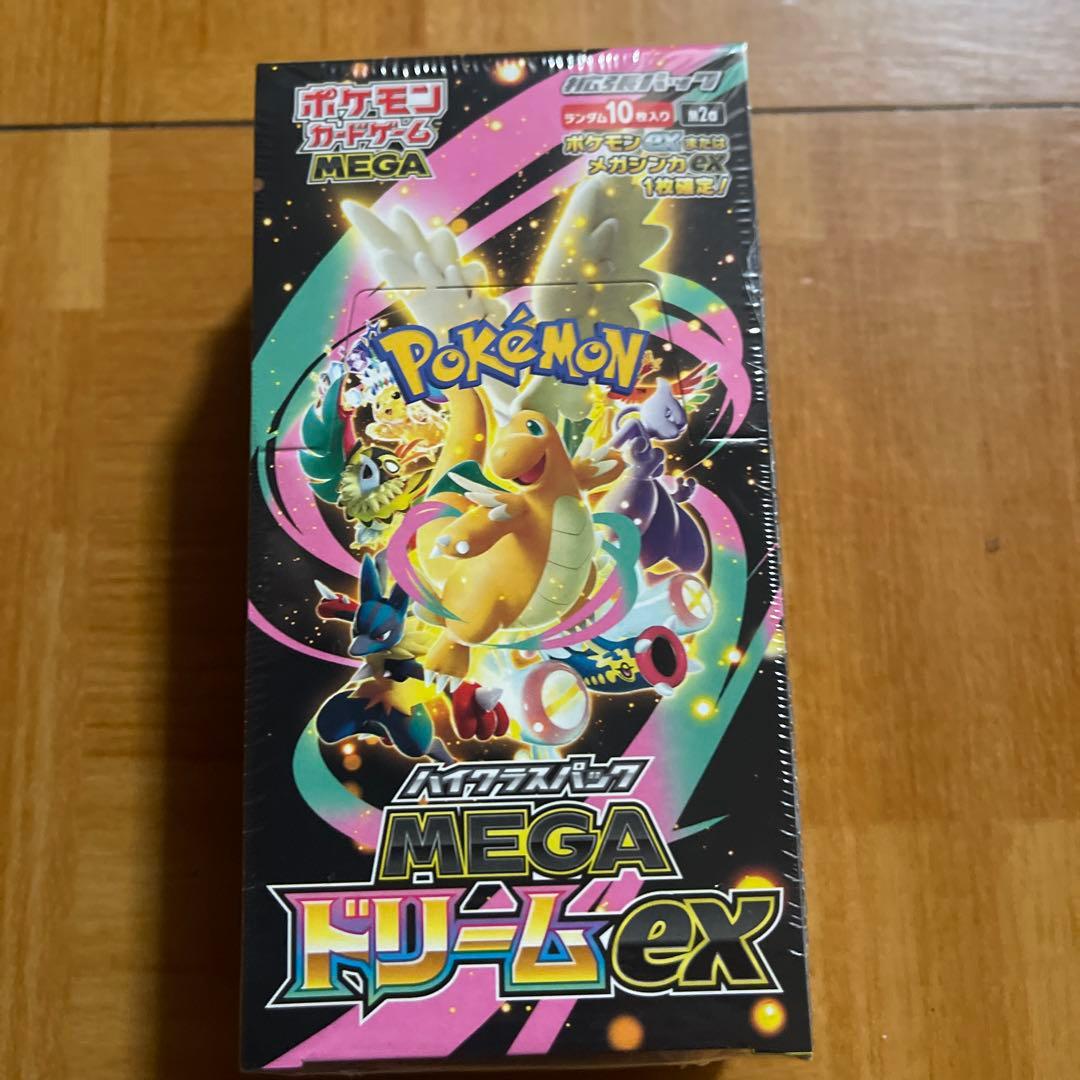 ポケモン
カードゲーム
MEGA
拡張パック
ランダム10枚入り m2a
ポケモンexまたは
メガシンカex
1枚確定!
POKéMON
ハイクラスパック
MEGA
ドリームex